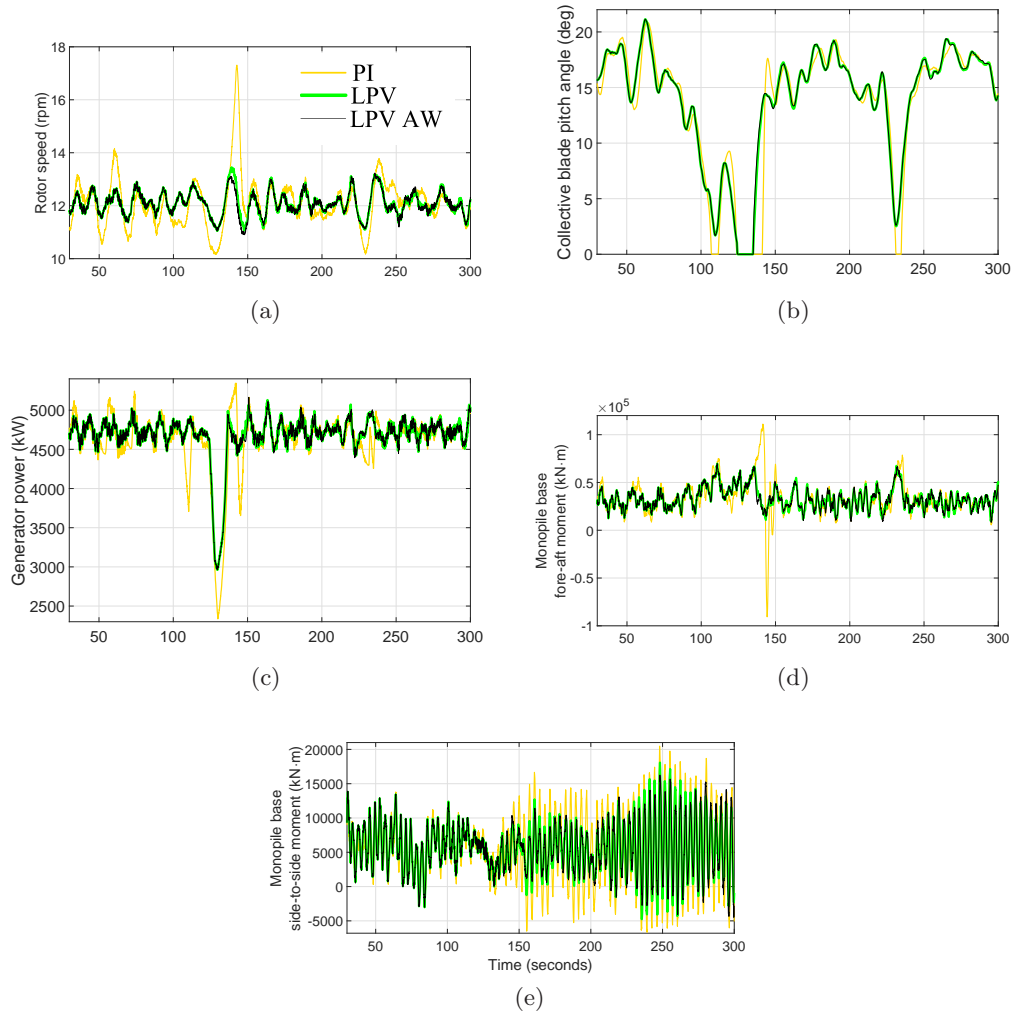 Rotor speed (rpm)
18
16
14
12
10
PI
LPV
LPV AW
50 100 150 200 250 300
(a)
Collective blade pitch angle (deg)
20
15
10
5
0
50 100 150 200 250 300
(b)
Generator power (kW)
5000
4500
4000
3500
3000
2500
50 100 150 200 250 300
(c)
Monopile base
fore-aft moment (kN·m)
×10⁵
1
0.5
0
-0.5
-1
50 100 150 200 250 300
(d)
Monopile base
side-to-side moment (kN·m)
20000
15000
10000
5000
0
-5000
50 100 150 200 250 300
Time (seconds)
(e)